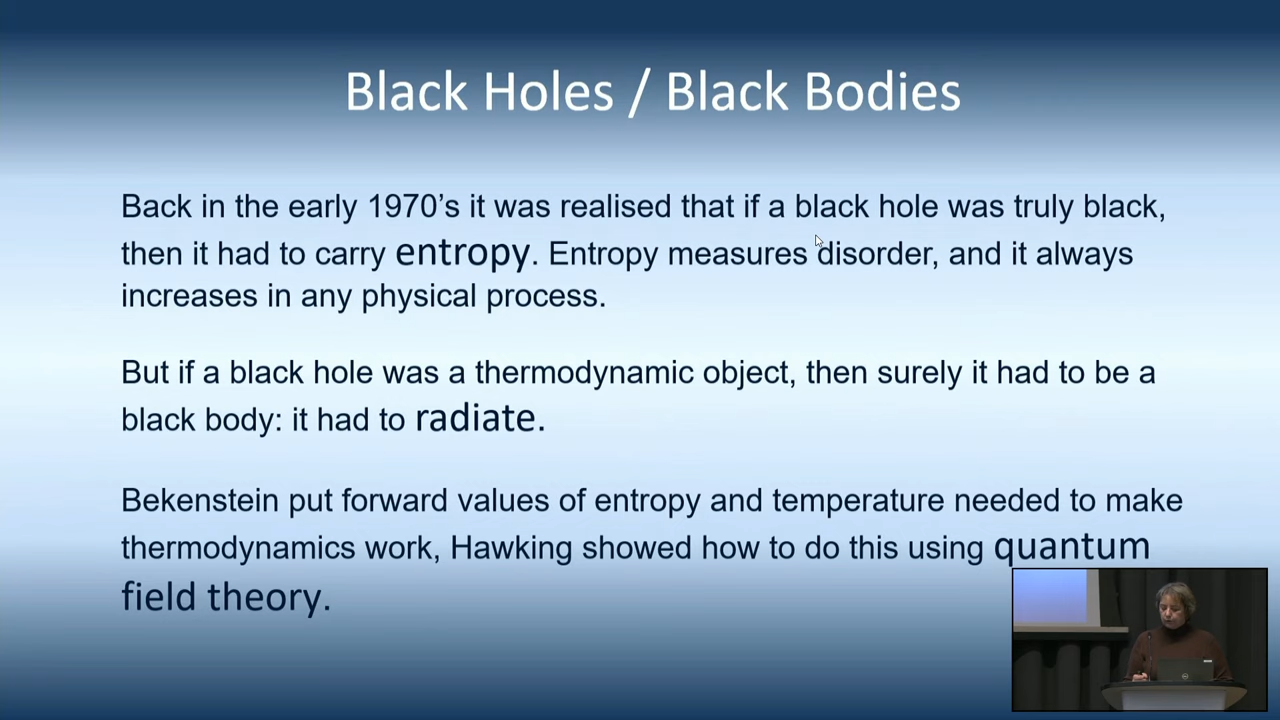 Black Holes / Black Bodies
Back in the early 1970’s it was realised that if a black hole was truly black,
then it had to carry entropy. Entropy measures disorder, and it always
increases in any physical process.
But if a black hole was a thermodynamic object, then surely it had to be a
black body: it had to radiate.
Bekenstein put forward values of entropy and temperature needed to make
thermodynamics work, Hawking showed how to do this using quantum
field theory.